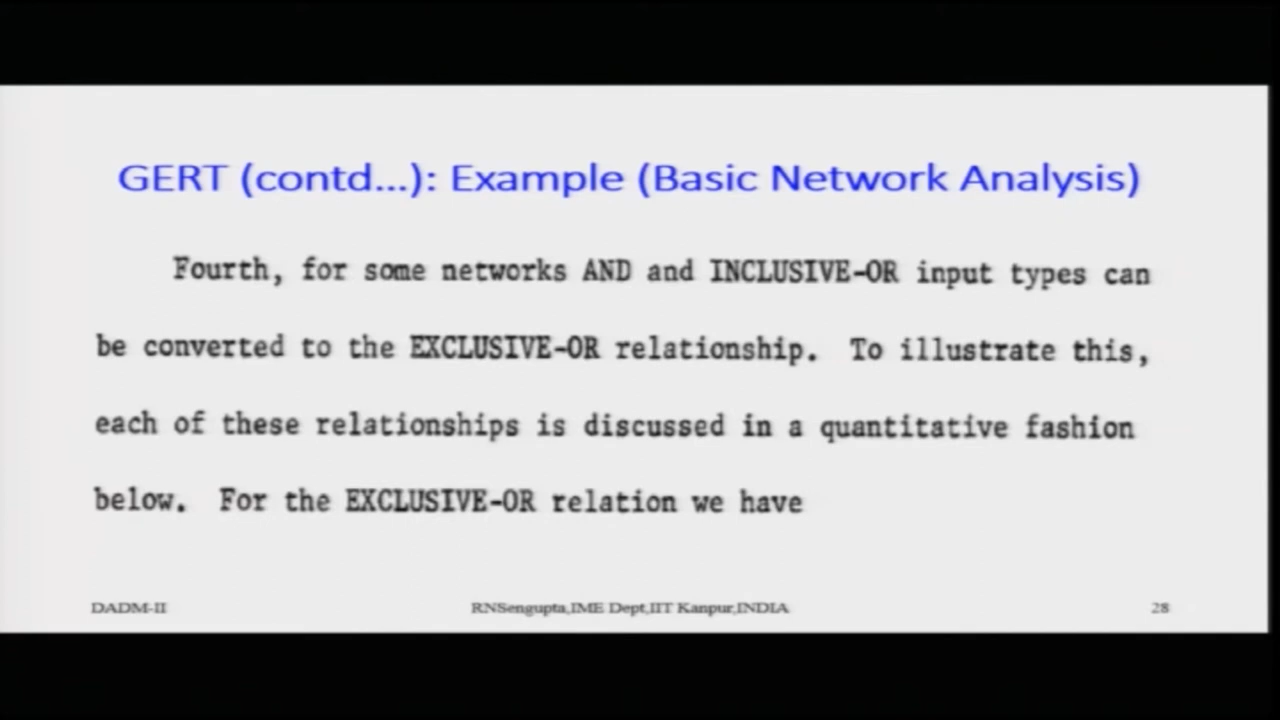 GERT (contd...): Example (Basic Network Analysis)
Fourth, for some networks AND and INCLUSIVE-OR input types can
be converted to the EXCLUSIVE-OR relationship. To illustrate this,
each of these relationships is discussed in a quantitative fashion
below. For the EXCLUSIVE-OR relation we have
DADM-II RNSengupta,IME Dept,IIT Kanpur,INDIA 28